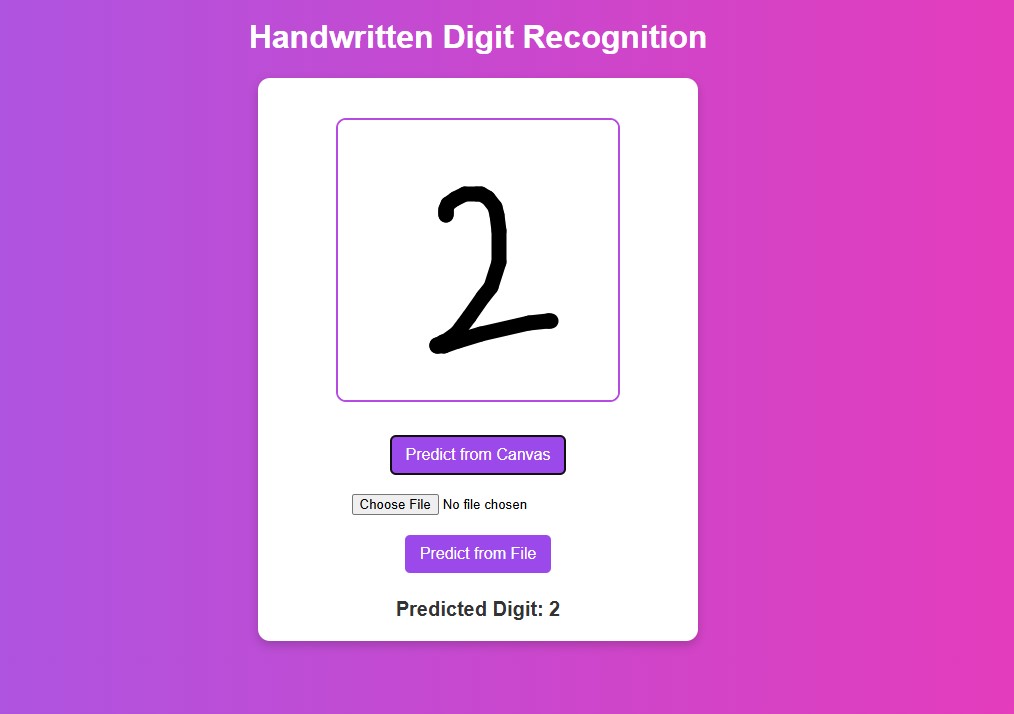 Handwritten Digit Recognition
2
Predict from Canvas
Choose File No file chosen
Predict from File
Predicted Digit: 2